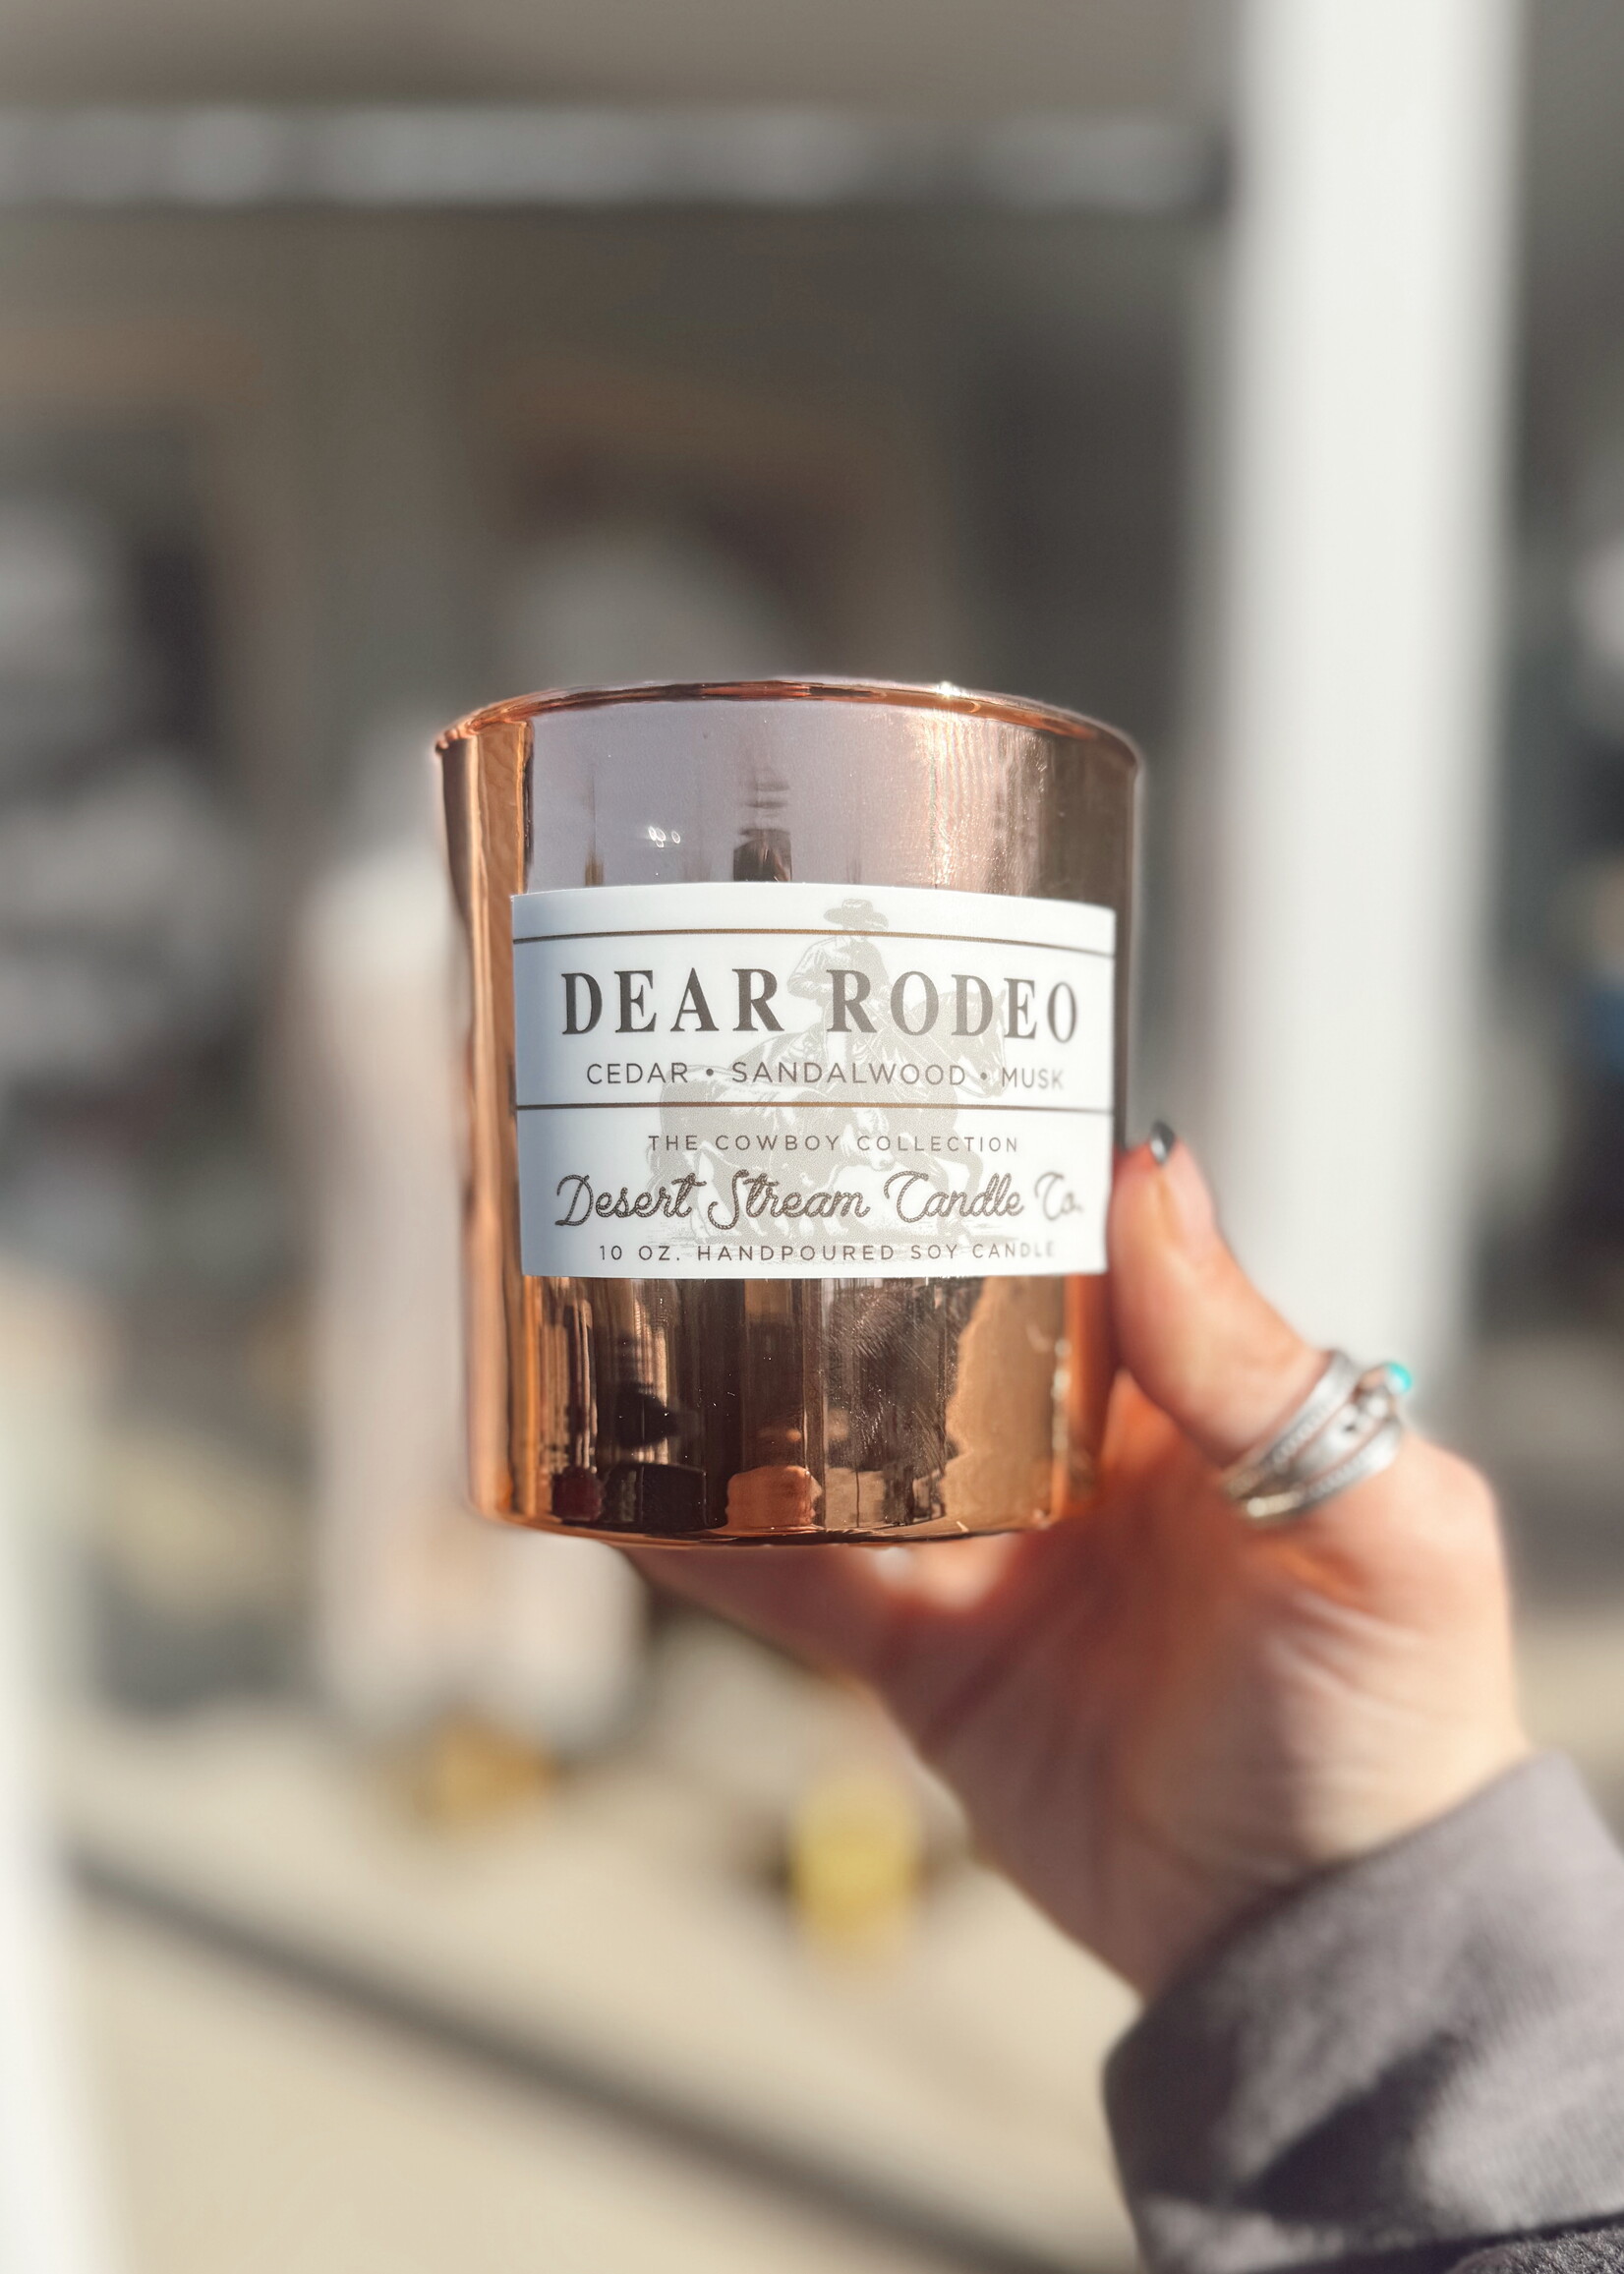 DEAR RODEO
CEDAR • SANDALWOOD • MUSK
THE COWBOY COLLECTION
Desert Stream Candle Co.
10 OZ. HANDPOURED SOY CANDLE